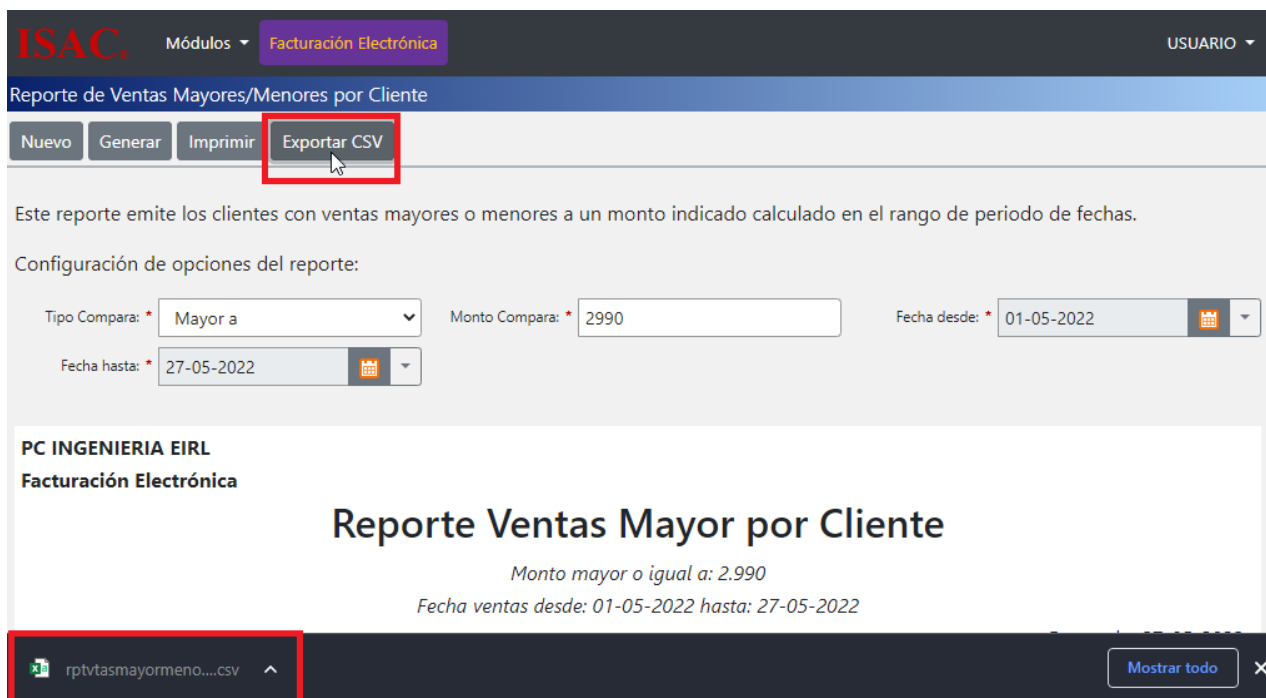 ISAC. Módulos Facturación Electrónica USUARIO
Reporte de Ventas Mayores/Menores por Cliente
Nuevo Generar Imprimir Exportar CSV
Este reporte emite los clientes con ventas mayores o menores a un monto indicado calculado en el rango de periodo de fechas.
Configuración de opciones del reporte:
Tipo Compara: * Mayor a Monto Compara: * 2990 Fecha desde: * 01-05-2022
Fecha hasta: * 27-05-2022
PC INGENIERIA EIRL
Facturación Electrónica
Reporte Ventas Mayor por Cliente
Monto mayor o igual a: 2.990
Fecha ventas desde: 01-05-2022 hasta: 27-05-2022
rptvtasmayormeno....csv Mostrar todo